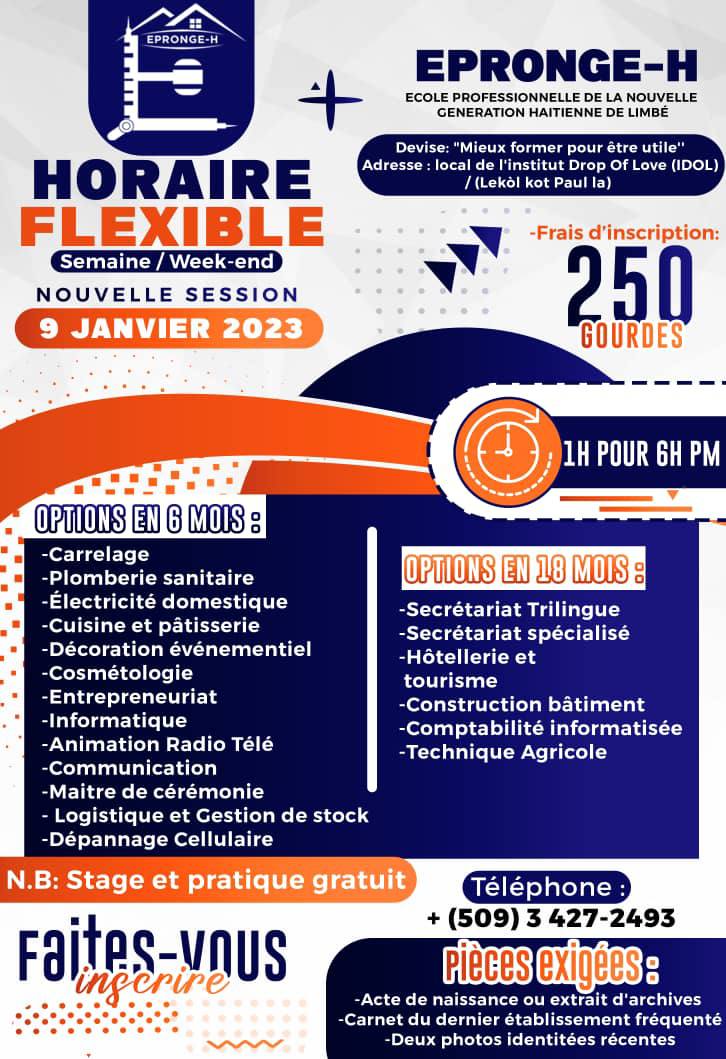 EPRONGE-H
HORAIRE
FLEXIBLE
Semaine / Week-end
NOUVELLE SESSION
9 JANVIER 2023
EPRONGE-H
ECOLE PROFESSIONNELLE DE LA NOUVELLE
GENERATION HAITIENNE DE LIMBÉ
Devise: "Mieux former pour être utile''
Adresse : local de l'institut Drop Of Love (IDOL)
/ (Lekòl kot Paul la)
-Frais d’inscription:
250
GOURDES
1H POUR 6H PM
OPTIONS EN 6 MOIS :
-Carrelage
-Plomberie sanitaire
-Électricité domestique
-Cuisine et pâtisserie
-Décoration événementiel
-Cosmétologie
-Entrepreneuriat
-Informatique
-Animation Radio Télé
-Communication
-Maitre de cérémonie
- Logistique et Gestion de stock
-Dépannage Cellulaire
OPTIONS EN 18 MOIS :
-Secrétariat Trilingue
-Secrétariat spécialisé
-Hôtellerie et
tourisme
-Construction bâtiment
-Comptabilité informatisée
-Technique Agricole
N.B: Stage et pratique gratuit
Faites-vous
inscrire
Téléphone :
+ (509) 3 427-2493
Pièces exigées :
-Acte de naissance ou extrait d'archives
-Carnet du dernier établissement fréquenté
-Deux photos identitées récentes